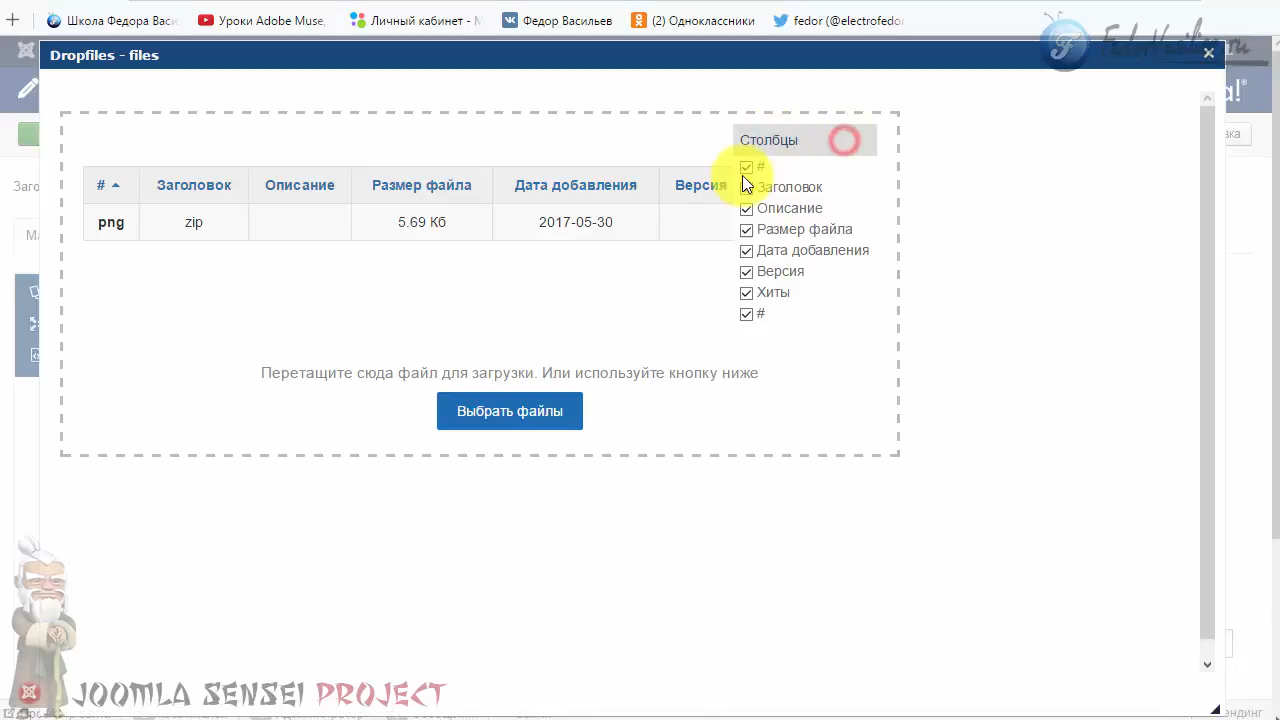 Школа Федора Васи
Уроки Adobe Muse,
Личный кабинет - М
Федор Васильев
(2) Одноклассники
fedor (@electrofedor
Dropfiles - files
Столбцы
#
Заголовок
Описание
Размер файла
Дата добавления
Версия
Хиты
#
# Заголовок Описание Размер файла Дата добавления Версия
png zip 5.69 Кб 2017-05-30
Перетащите сюда файл для загрузки. Или используйте кнопку ниже
Выбрать файлы
JOOMLA SENSEI PROJECT